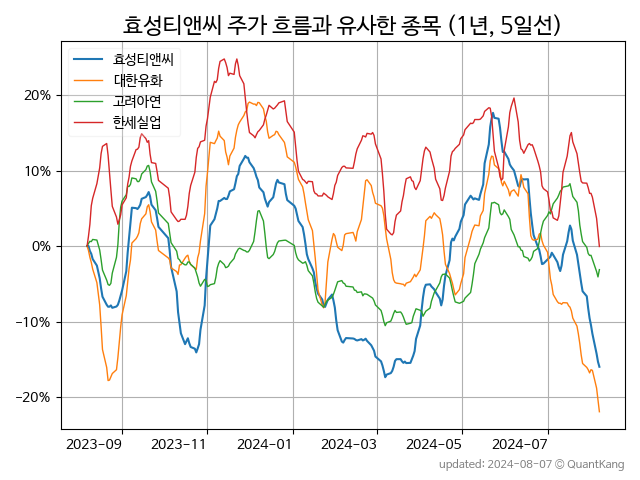 효성티앤씨 주가 흐름과 유사한 종목 (1년, 5일선)
효성티앤씨
대한유화
고려아연
한세실업
20%
10%
0%
−10%
−20%
2023-09 2023-11 2024-01 2024-03 2024-05 2024-07
updated: 2024-08-07 © QuantKang